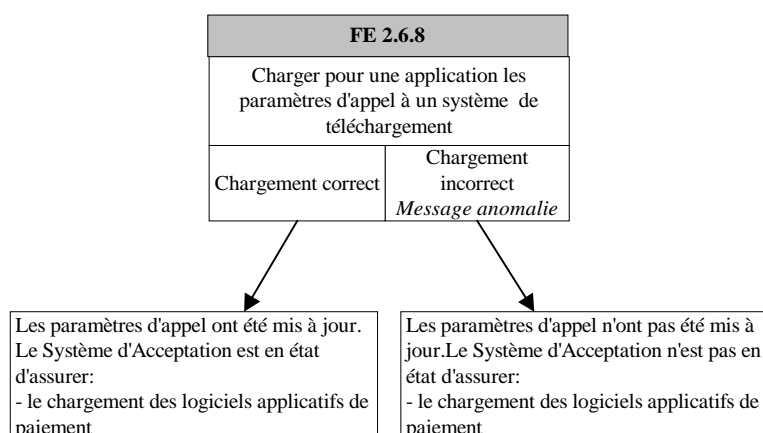 FE 2.6.8
Charger pour une application les
paramètres d'appel à un système de
téléchargement
Chargement correct
Chargement
incorrect
Message anomalie
Les paramètres d'appel ont été mis à jour.
Le Système d'Acceptation est en état
d'assurer:
- le chargement des logiciels applicatifs de
paiement
Les paramètres d'appel n'ont pas été mis à
jour.Le Système d'Acceptation n'est pas en
état d'assurer:
- le chargement des logiciels applicatifs de
paiement